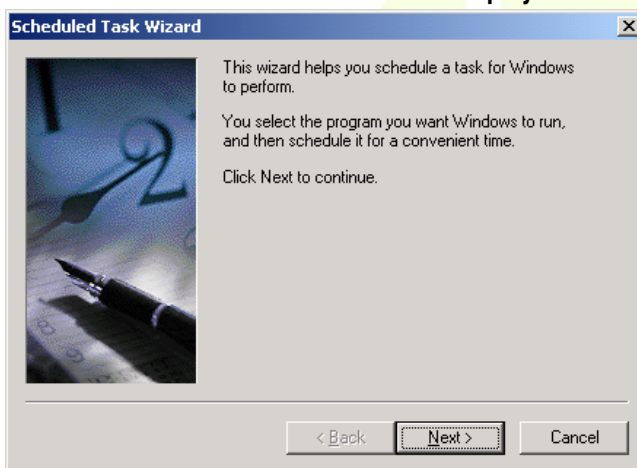 Scheduled Task Wizard
This wizard helps you schedule a task for Windows
to perform.
You select the program you want Windows to run,
and then schedule it for a convenient time.
Click Next to continue.
2
< Back
Next >
Cancel